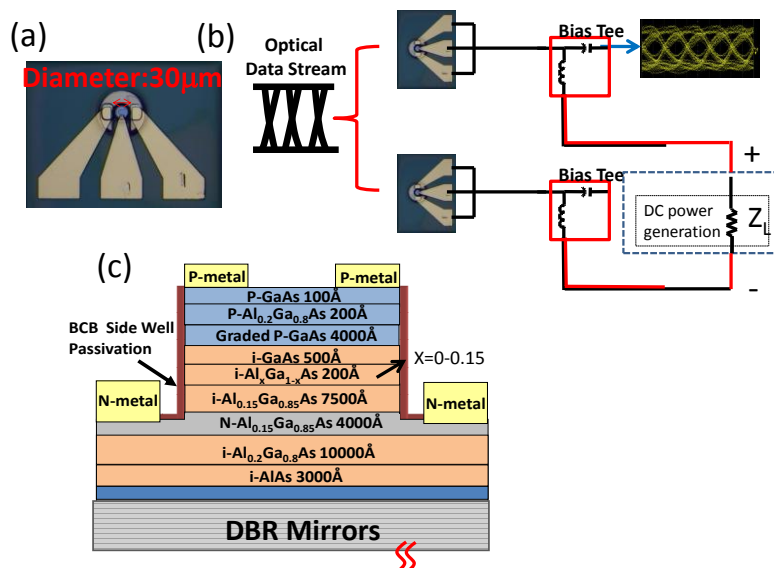 (a)
Diameter:30μm
(b)
Optical
Data Stream
Bias Tee
Bias Tee
+
DC power
generation
Z_L
-
(c)
P-metal
P-metal
P-GaAs 100Å
P-Al0.2Ga0.8As 200Å
Graded P-GaAs 4000Å
BCB Side Well
Passivation
i-GaAs 500Å
i-AlxGa1-xAs 200Å
X=0-0.15
i-Al0.15Ga0.85As 7500Å
N-metal
N-metal
N-Al0.15Ga0.85As 4000Å
i-Al0.2Ga0.8As 10000Å
i-AlAs 3000Å
DBR Mirrors